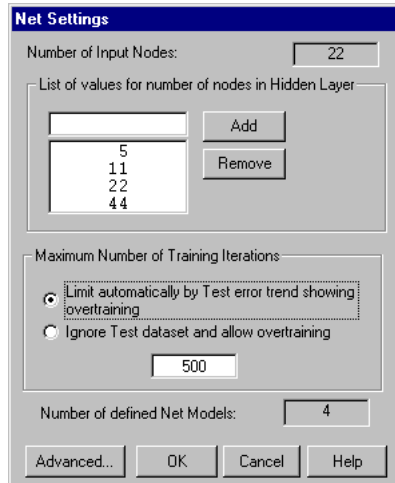 Net Settings
Number of Input Nodes: 22
List of values for number of nodes in Hidden Layer
Add
5
11
22
44
Remove
Maximum Number of Training Iterations
Limit automatically by Test error trend showing
overtraining
Ignore Test dataset and allow overtraining
500
Number of defined Net Models: 4
Advanced... OK Cancel Help